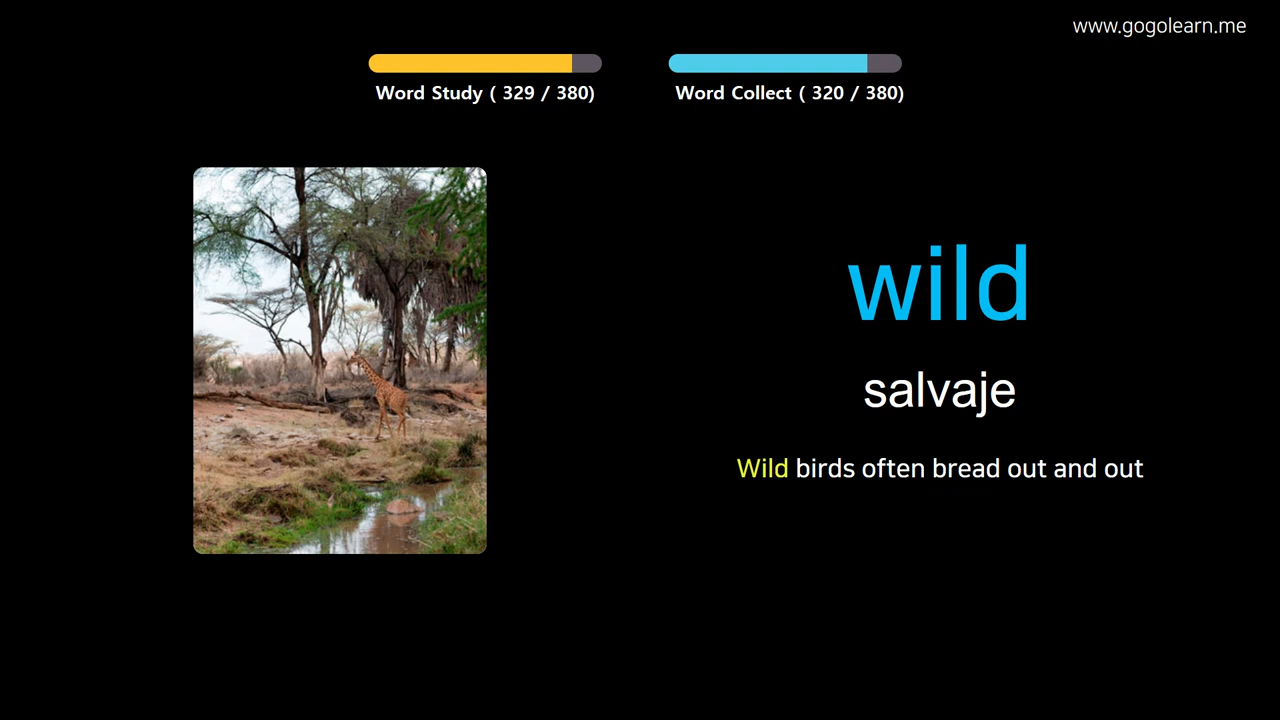 www.gogolearn.me
Word Study ( 329 / 380)
Word Collect ( 320 / 380)
wild
salvaje
Wild birds often bread out and out